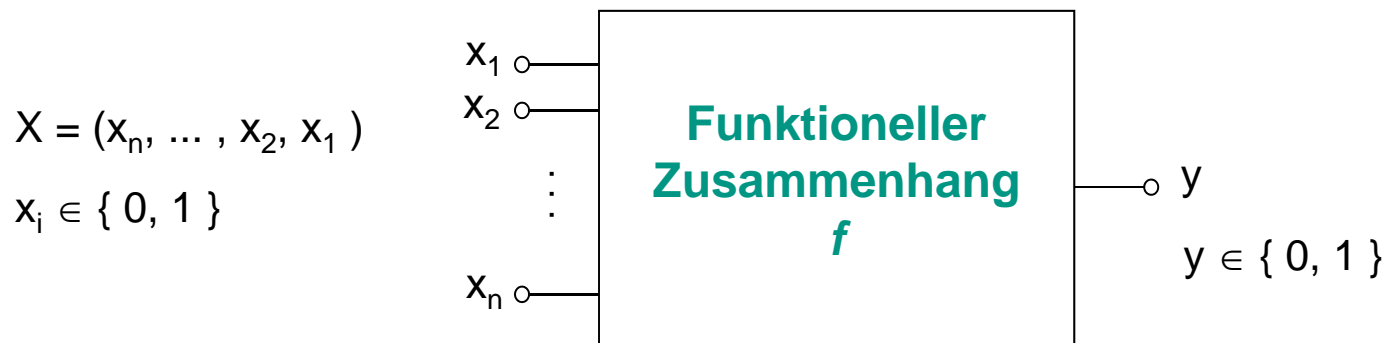 X = (xₙ, ... , x₂, x₁ )
xᵢ ∈ { 0, 1 }
x₁
x₂
⋮
xₙ
Funktioneller
Zusammenhang
f
y
y ∈ { 0, 1 }